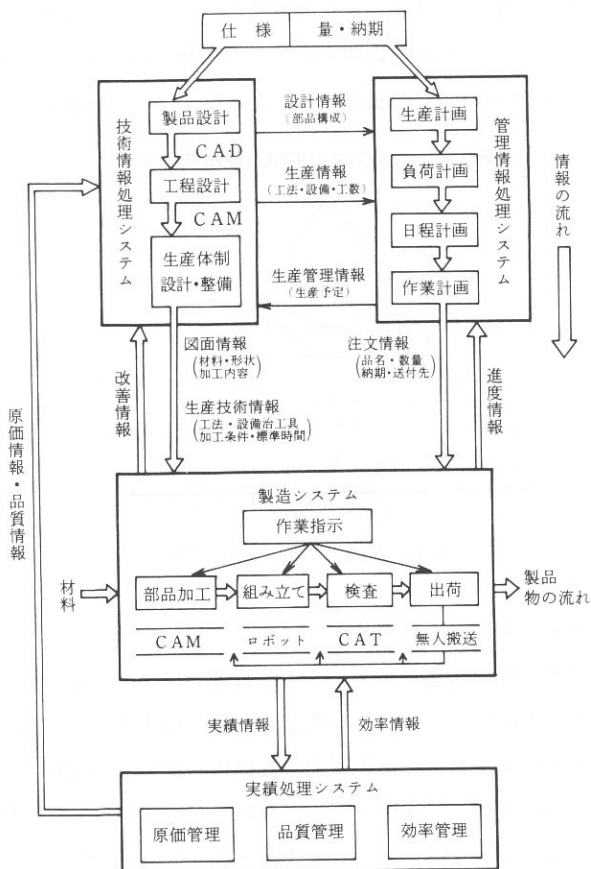 仕様
量・納期
技術情報処理システム
製品設計
CAD
工程設計
CAM
生産体制
設計・整備
設計情報
(部品構成)
生産情報
(工法・設備・工数)
生産管理情報
(生産予定)
管理情報処理システム
生産計画
負荷計画
日程計画
作業計画
情報の流れ
原価情報・品質情報
改善情報
図面情報
(材料・形状
加工内容)
生産技術情報
(工法・設備治工具
加工条件・標準時間)
注文情報
(品名・数量
納期・送付先)
進度情報
製造システム
作業指示
材料
部品加工
組み立て
検査
出荷
製品
物の流れ
CAM
ロボット
CAT
無人搬送
実績情報
効率情報
実績処理システム
原価管理
品質管理
効率管理